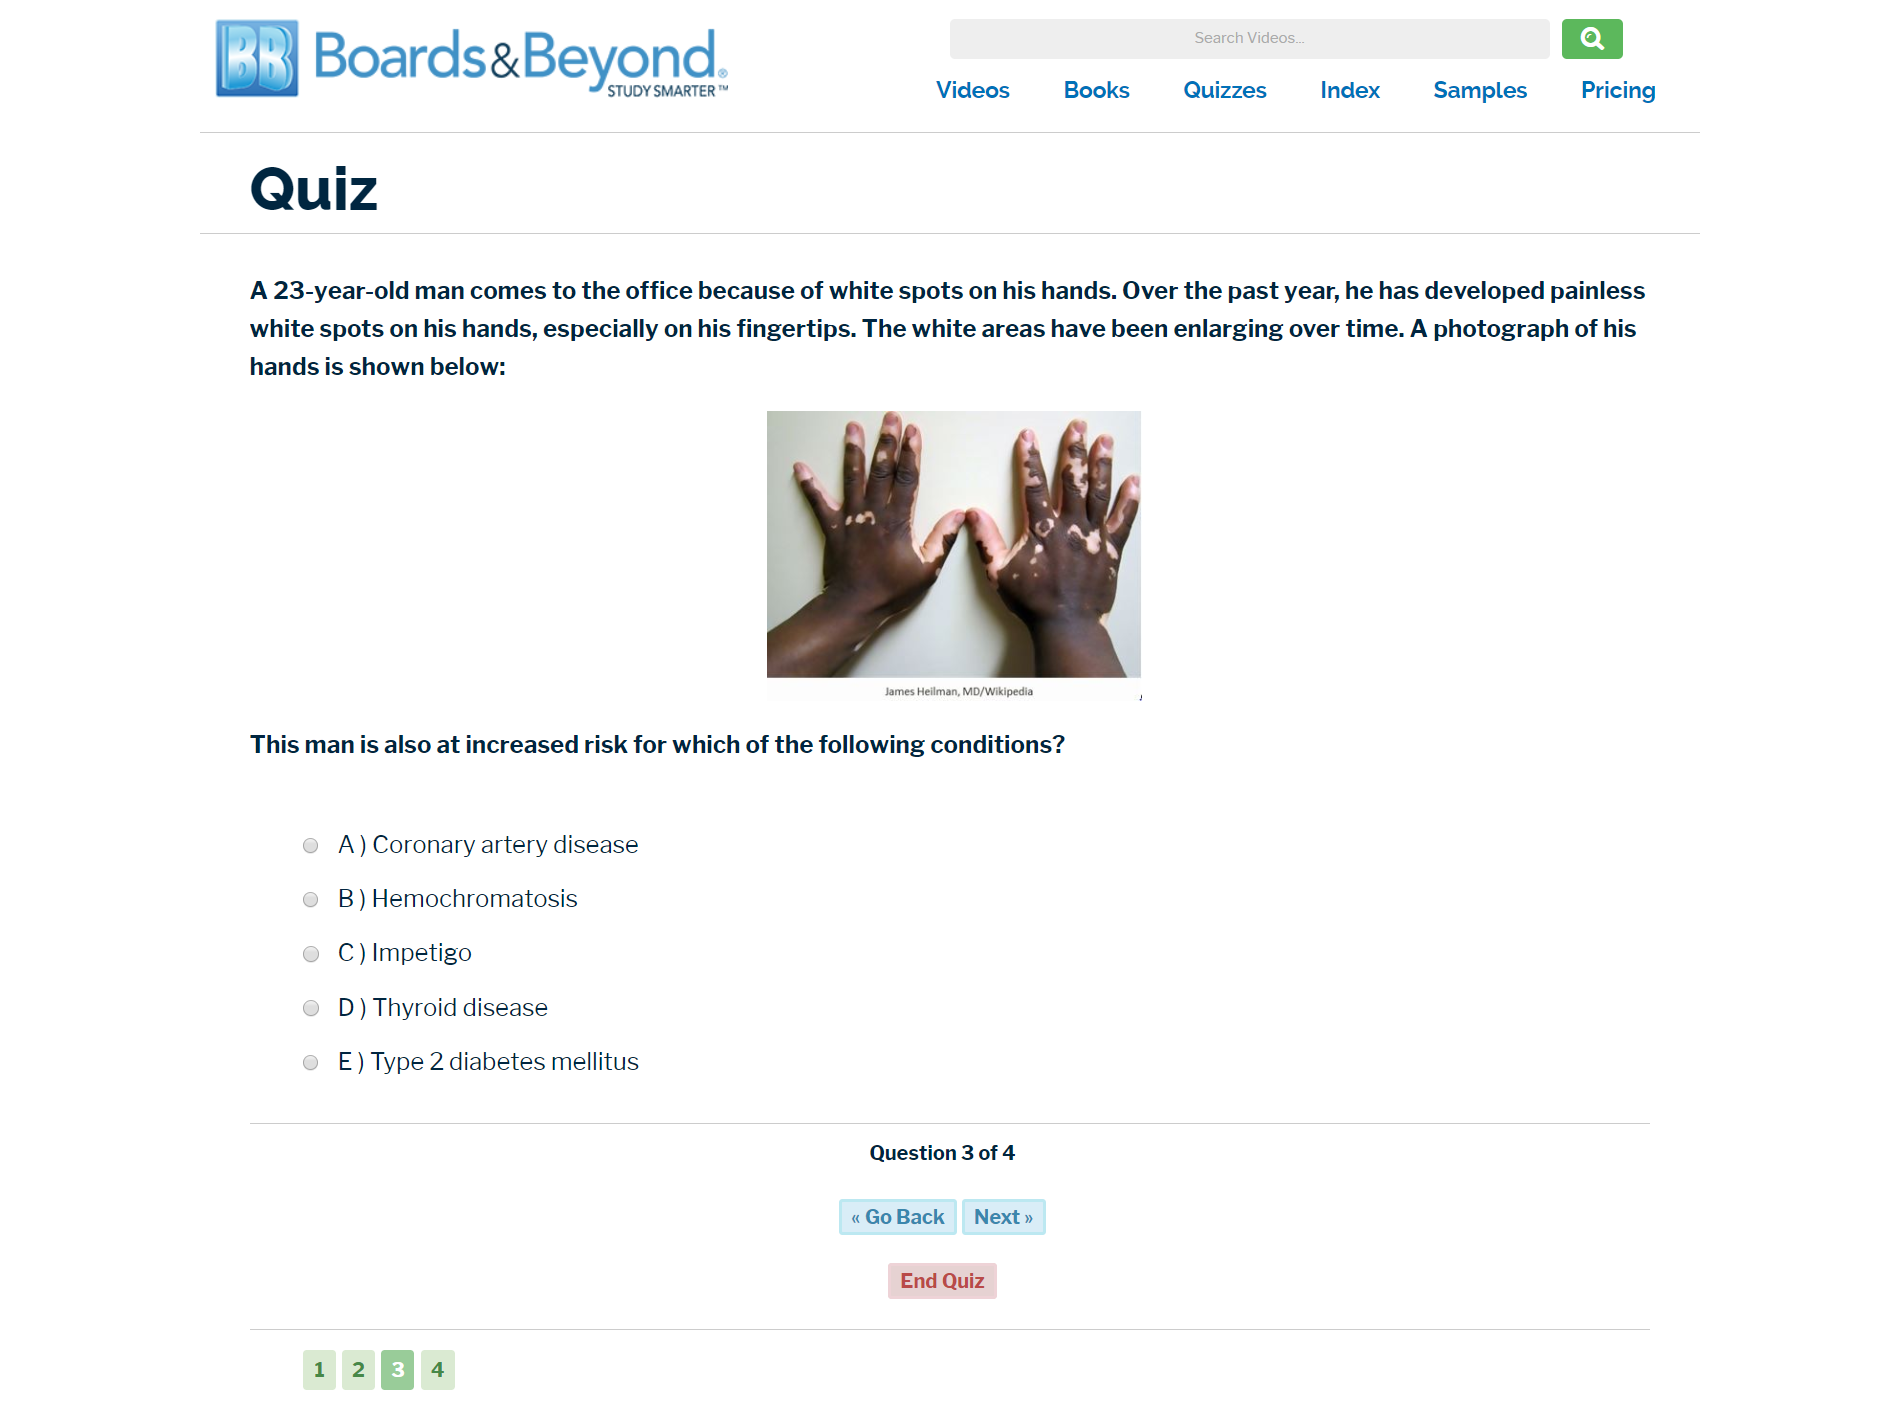 BB Boards&Beyond®
STUDY SMARTER™
Search Videos...
Videos Books Quizzes Index Samples Pricing
Quiz
A 23-year-old man comes to the office because of white spots on his hands. Over the past year, he has developed painless
white spots on his hands, especially on his fingertips. The white areas have been enlarging over time. A photograph of his
hands is shown below:
James Heilman, MD/Wikipedia
This man is also at increased risk for which of the following conditions?
A ) Coronary artery disease
B ) Hemochromatosis
C ) Impetigo
D ) Thyroid disease
E ) Type 2 diabetes mellitus
Question 3 of 4
« Go Back Next »
End Quiz
1 2 3 4